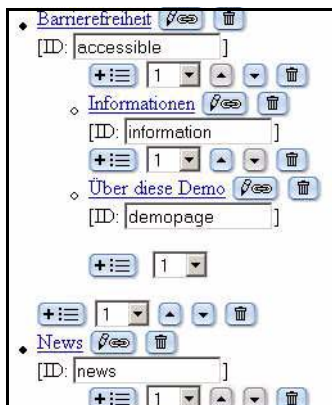 Barrierefreiheit
[ID: accessible ]
1
Informationen
[ID: information ]
1
Über diese Demo
[ID: demopage ]
1
1
News
[ID: news ]
1